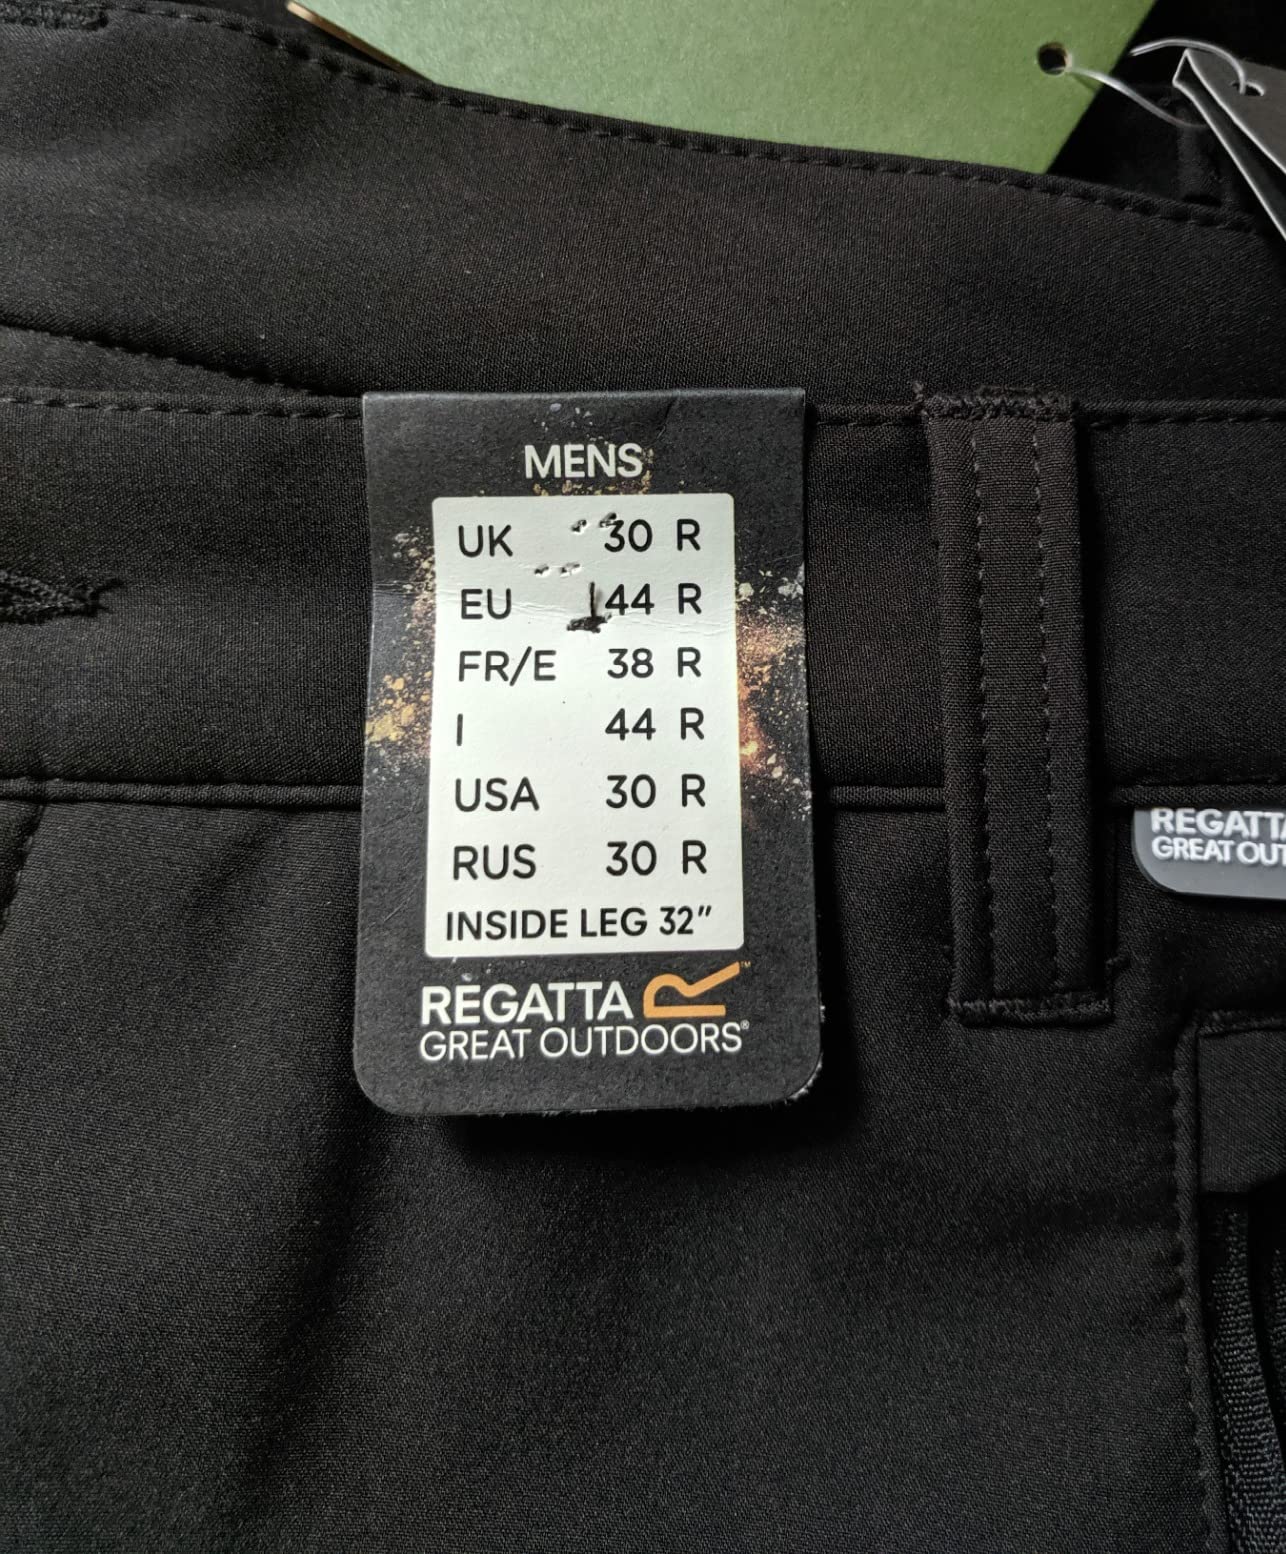 MENS
UK 30 R
EU 44 R
FR/E 38 R
I 44 R
USA 30 R
RUS 30 R
INSIDE LEG 32"
REGATTA R™
GREAT OUTDOORS®
REGATTA
GREAT OUT